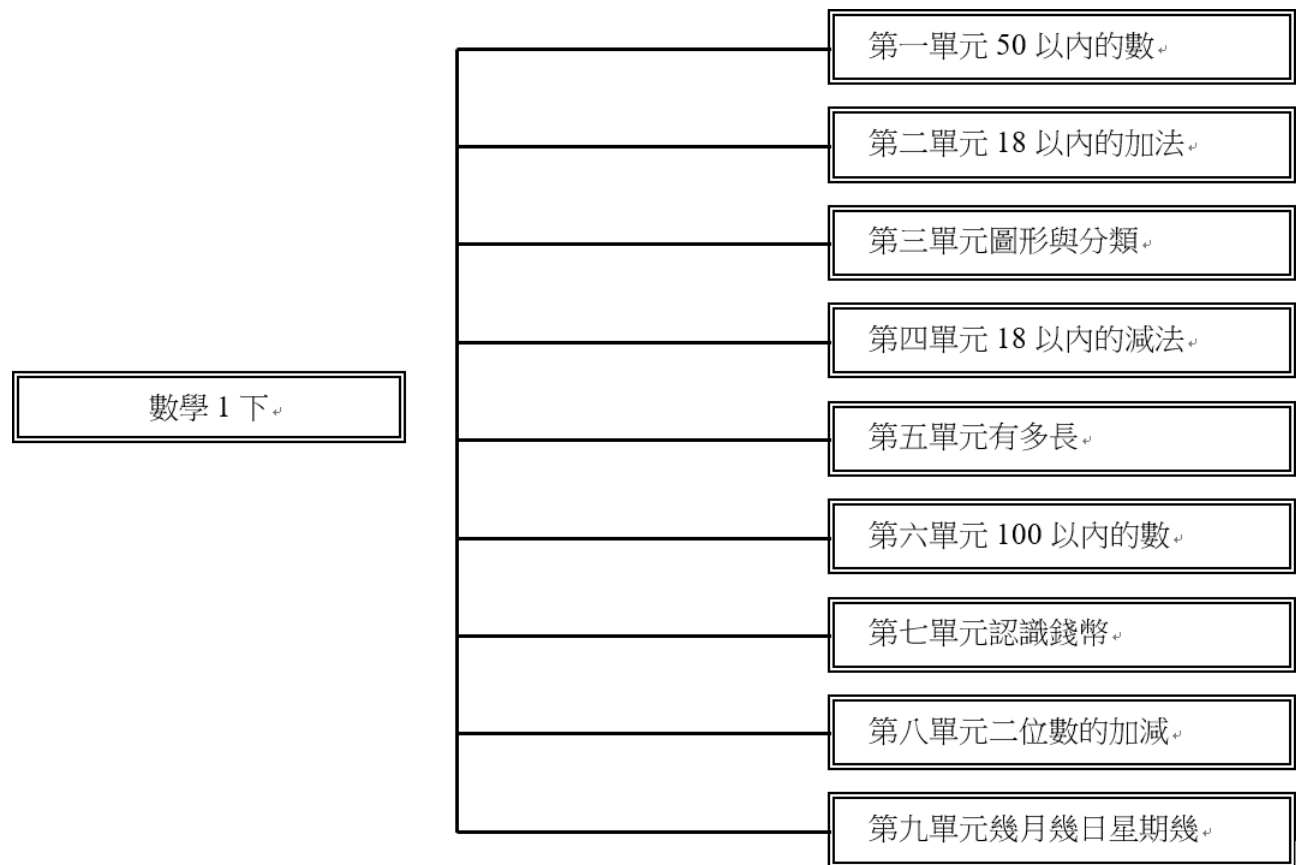 數學 1 下
第一單元 50 以內的數
第二單元 18 以內的加法
第三單元圖形與分類
第四單元 18 以內的減法
第五單元有多長
第六單元 100 以內的數
第七單元認識錢幣
第八單元二位數的加減
第九單元幾月幾日星期幾